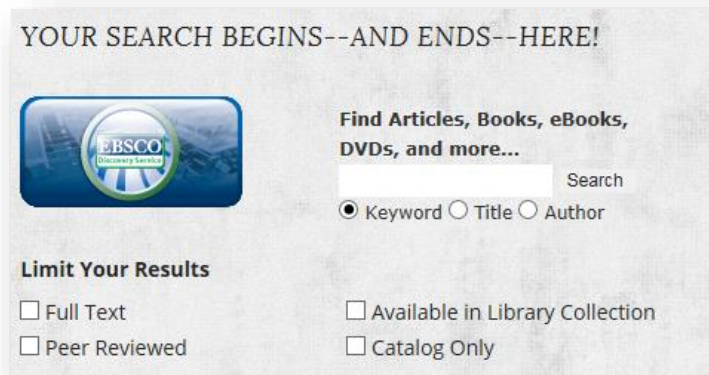 YOUR SEARCH BEGINS--AND ENDS--HERE!
EBSCO
Discovery Service
Find Articles, Books, eBooks,
DVDs, and more...
Search
Keyword Title Author
Limit Your Results
Full Text
Available in Library Collection
Peer Reviewed
Catalog Only